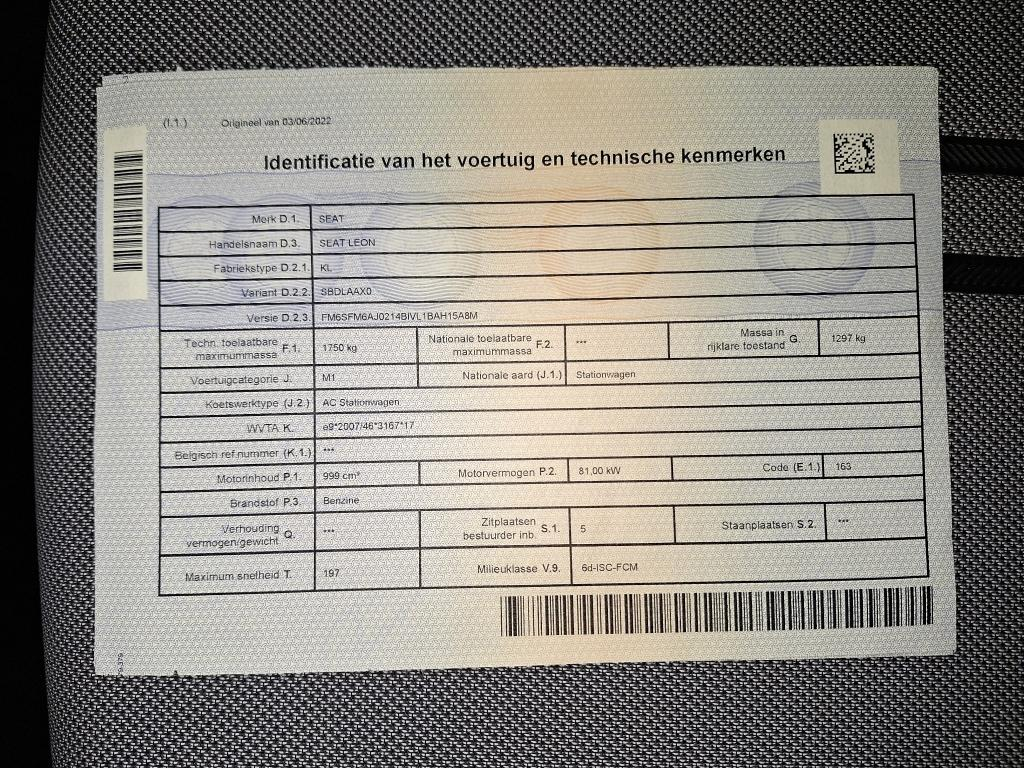 (I.1.) Origineel van 03/06/2022
Identificatie van het voertuig en technische kenmerken
Merk D.1. SEAT
Handelsnaam D.3. SEAT LEON
Fabriekstype D.2.1. KL
Variant D.2.2. SBDLAAX0
Versie D.2.3. FM6SFM6AJ0214BIVL1BAH15A8M
Techn. toelaatbare maximummassa F.1. 1750 kg Nationale toelaatbare maximummassa F.2. *** Massa in rijklare toestand G. 1297 kg
Voertuigcategorie J. M1 Nationale aard (J.1.) Stationwagen
Koetswerktype (J.2.) AC Stationwagen
WVTA K. e9*2007/46*3167*17
Belgisch ref.nummer (K.1.) ***
Motorinhoud P.1. 999 cm³ Motorvermogen P.2. 81,00 kW Code (E.1.) 163
Brandstof P.3. Benzine
Verhouding vermogen/gewicht Q. *** Zitplaatsen bestuurder inb. S.1. 5 Staanplaatsen S.2. ***
Maximum snelheid T. 197 Milieuklasse V.9. 6d-ISC-FCM